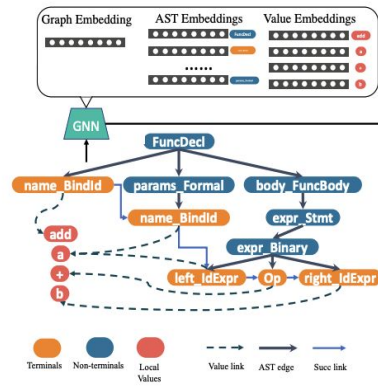 Graph Embedding
AST Embeddings
Value Embeddings
FuncDecl
add
a
+
b
......
GNN
FuncDecl
name_BindId
params_Formal
body_FuncBody
name_BindId
expr_Stmt
add
expr_Binary
a
left_IdExpr
Op
right_IdExpr
+
b
Terminals
Non-terminals
Local
Values
Value link
AST edge
Succ link